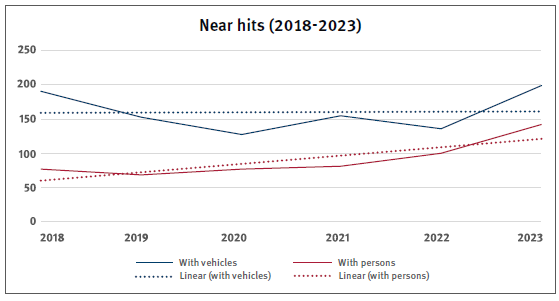 Near hits (2018-2023)
250
200
150
100
50
0
2018 2019 2020 2021 2022 2023
With vehicles With persons
Linear (with vehicles) Linear (with persons)